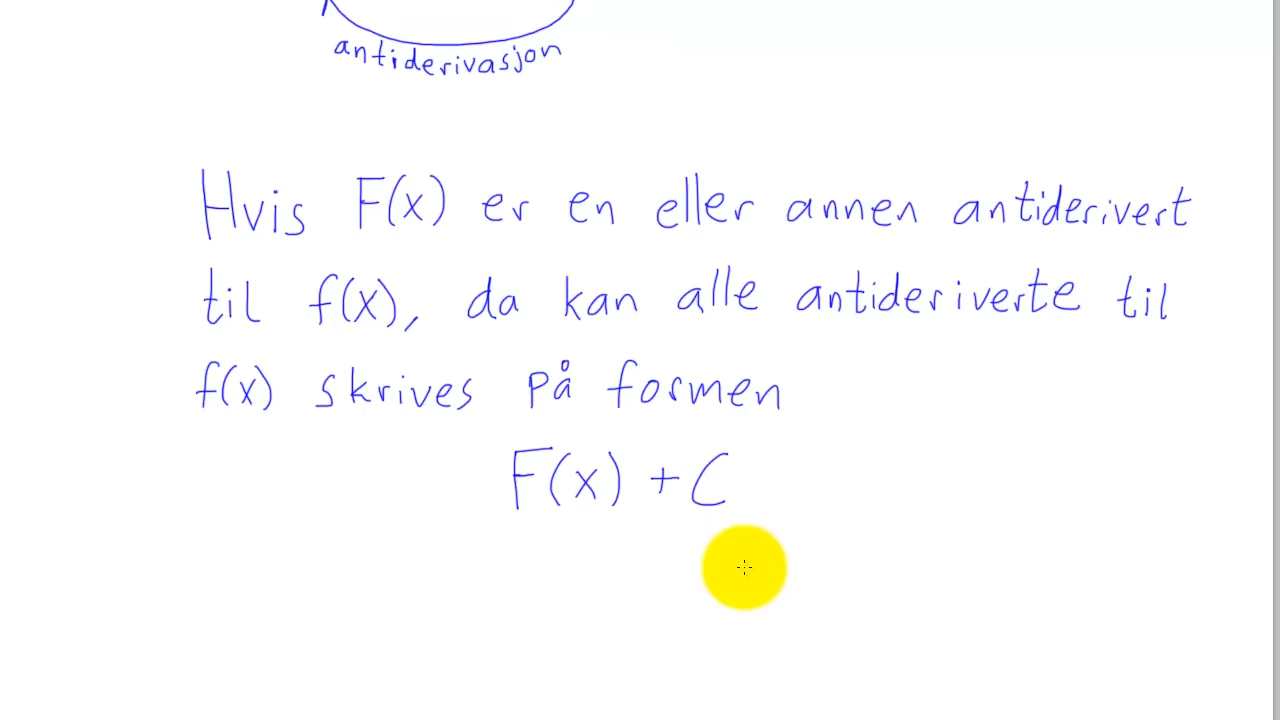 antiderivasjon
Hvis F(x) er en eller annen antiderivert
til f(x), da kan alle antideriverte til
f(x) skrives på formen
F(x) + C